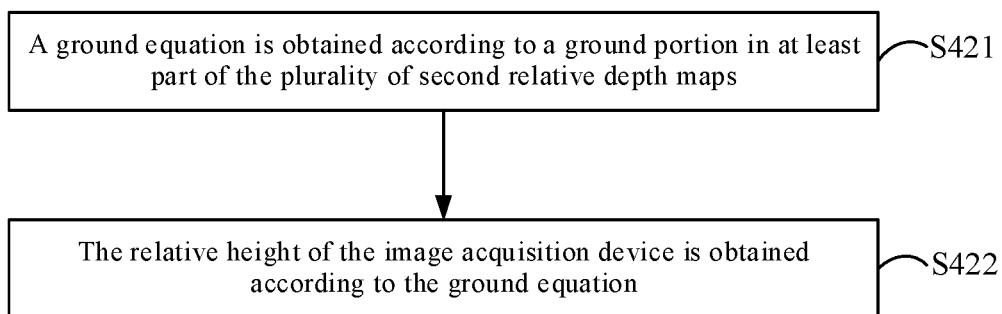 A ground equation is obtained according to a ground portion in at least
part of the plurality of second relative depth maps
S421
The relative height of the image acquisition device is obtained
according to the ground equation
S422